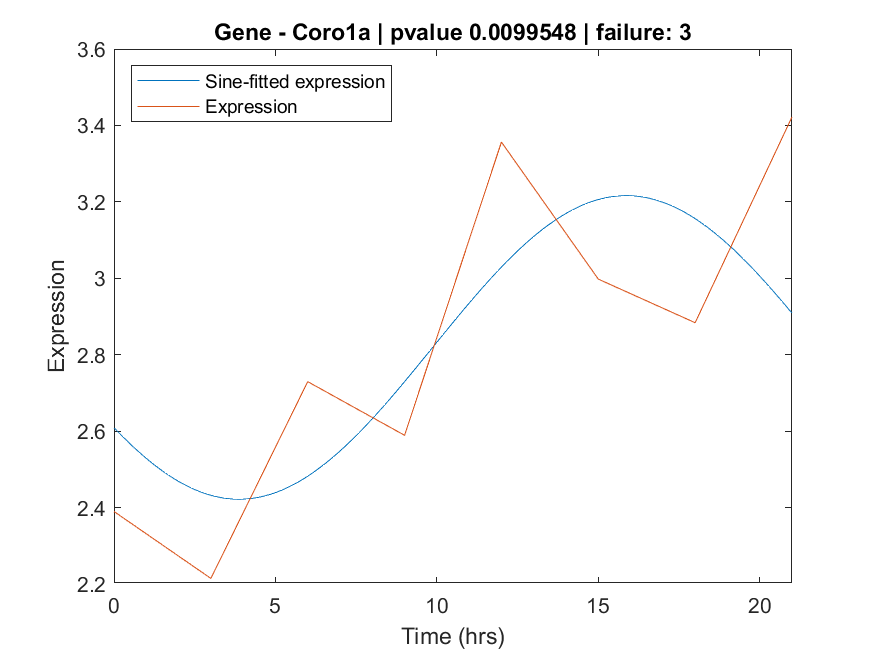 Gene - Coro1a | pvalue 0.0099548 | failure: 3
Sine-fitted expression
Expression
3.6
3.4
3.2
3
2.8
2.6
2.4
2.2
Expression
0 5 10 15 20
Time (hrs)